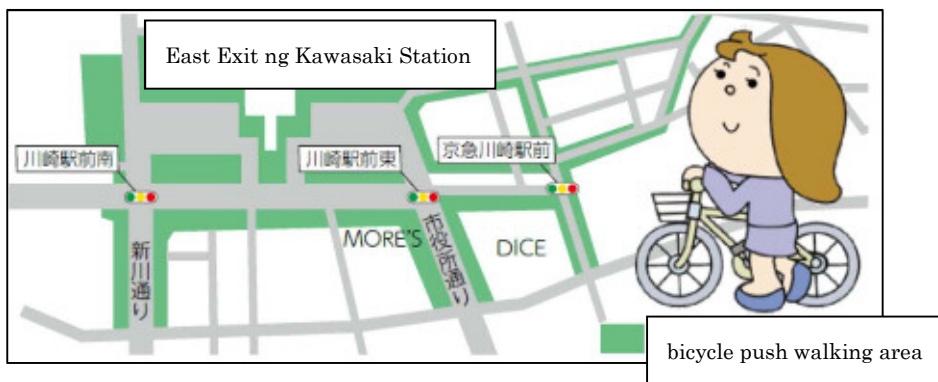 East Exit ng Kawasaki Station
川崎駅前南
川崎駅前東
京急川崎駅前
新川通り
MORE'S
市役所通り
DICE
bicycle push walking area